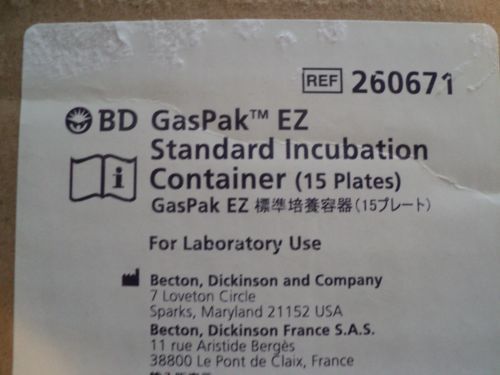 REF 260671
BD GasPak™ EZ
Standard Incubation
Container (15 Plates)
GasPak EZ 標準培養容器(15プレート)
For Laboratory Use
Becton, Dickinson and Company
7 Loveton Circle
Sparks, Maryland 21152 USA
Becton, Dickinson France S.A.S.
11 rue Aristide Bergès
38800 Le Pont de Claix, France